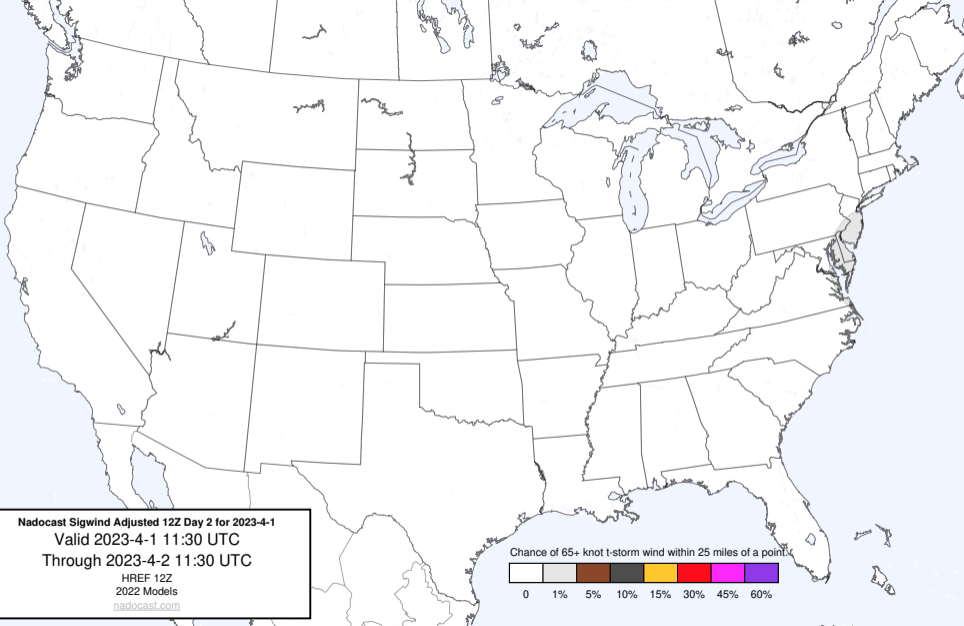 Nadocast Sigwind Adjusted 12Z Day 2 for 2023-4-1
Valid 2023-4-1 11:30 UTC
Through 2023-4-2 11:30 UTC
HREF 12Z
2022 Models
nadocast.com
Chance of 65+ knot t-storm wind within 25 miles of a point.
0 1% 5% 10% 15% 30% 45% 60%